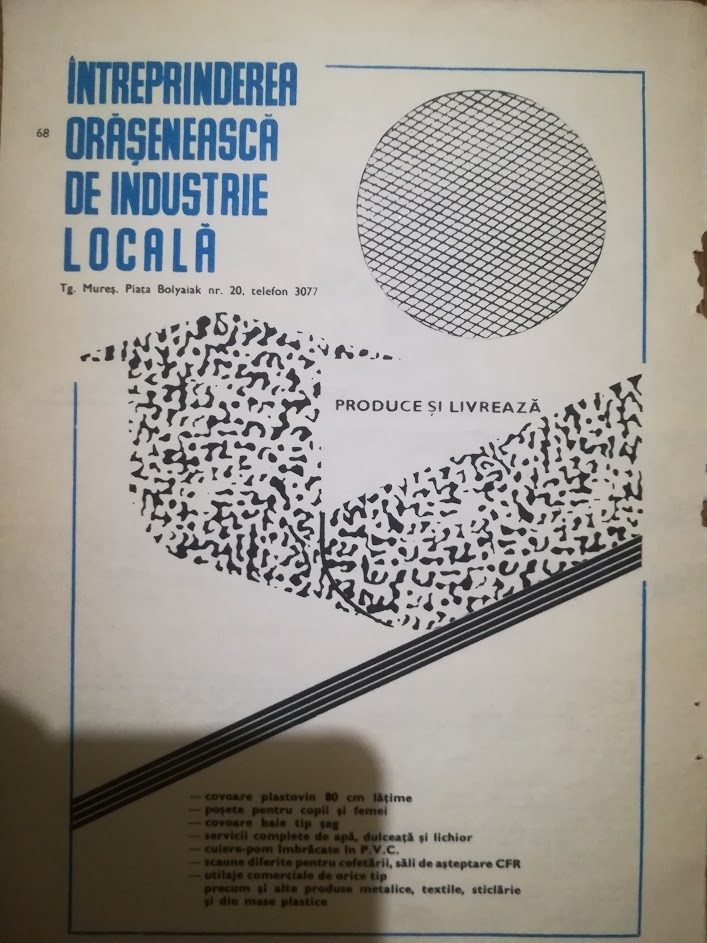 ÎNTREPRINDEREA
68
ORĂȘENEASCĂ
DE INDUSTRIE
LOCALĂ
Tg. Mureș. Piața Bolyaiak nr. 20, telefon 3077
PRODUCE ȘI LIVREAZĂ
— covoare plastovin 80 cm lățime
— poșete pentru copii și femei
— covoare baie tip șag
— servicii complete de apă, dulceață și lichior
— cuiere-pom îmbrăcate în P.V.C.
— scaune diferite pentru cofetării, săli de așteptare CFR
— utilaje comerciale de orice tip
precum și alte produse metalice, textile, sticlărie
și din mase plastice